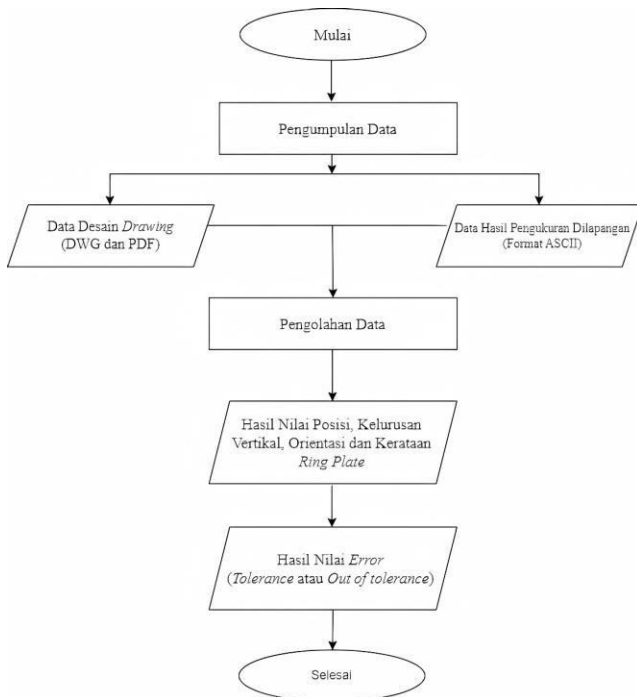 Mulai
Pengumpulan Data
Data Desain Drawing
(DWG dan PDF)
Data Hasil Pengukuran Dilapangan
(Format ASCII)
Pengolahan Data
Hasil Nilai Posisi, Kelurusan
Vertikal, Orientasi dan Kerataan
Ring Plate
Hasil Nilai Error
(Tolerance atau Out of tolerance)
Selesai